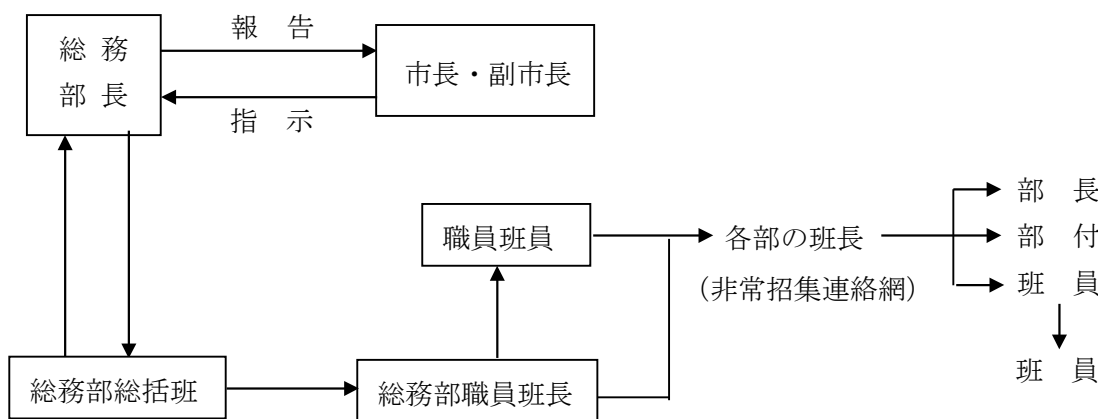 総 務
部 長
報 告
市長・副市長
指 示
職員班員
各部の班長
(非常招集連絡網)
部 長
部 付
班 員
班 員
総務部総括班
総務部職員班長